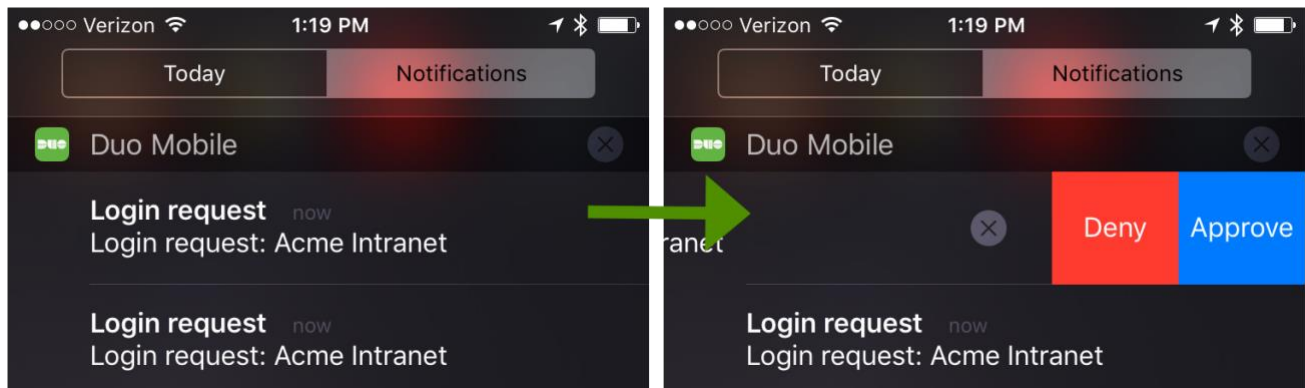 Verizon 1:19 PM
Today Notifications
DUO Duo Mobile
Login request now
Login request: Acme Intranet
Login request now
Login request: Acme Intranet
Verizon 1:19 PM
Today Notifications
DUO Duo Mobile
ranet Deny Approve
Login request now
Login request: Acme Intranet